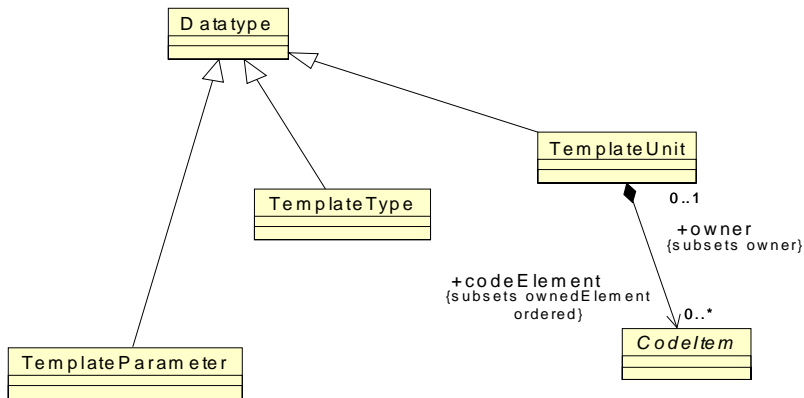 Datatype
TemplateUnit
0..1
TemplateType
+owner
{subsets owner}
+codeElement
{subsets ownedElement
ordered}
0..*
CodeItem
TemplateParameter